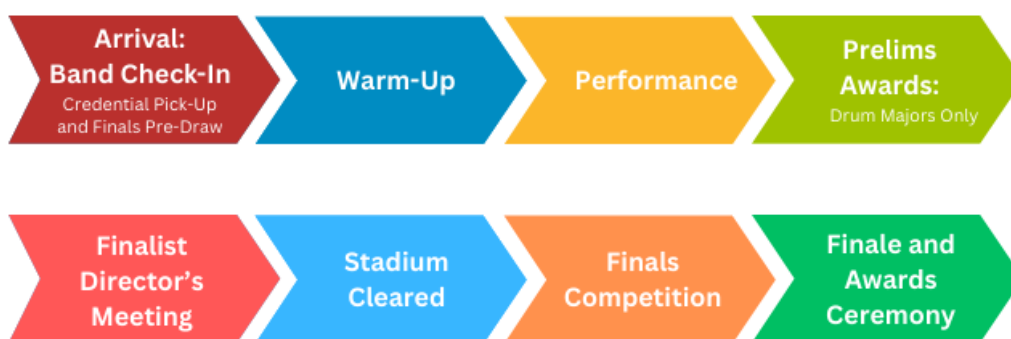 Arrival:
Band Check-In
Credential Pick-Up
and Finals Pre-Draw
Warm-Up
Performance
Prelims
Awards:
Drum Majors Only
Finalist
Director's
Meeting
Stadium
Cleared
Finals
Competition
Finale and
Awards
Ceremony